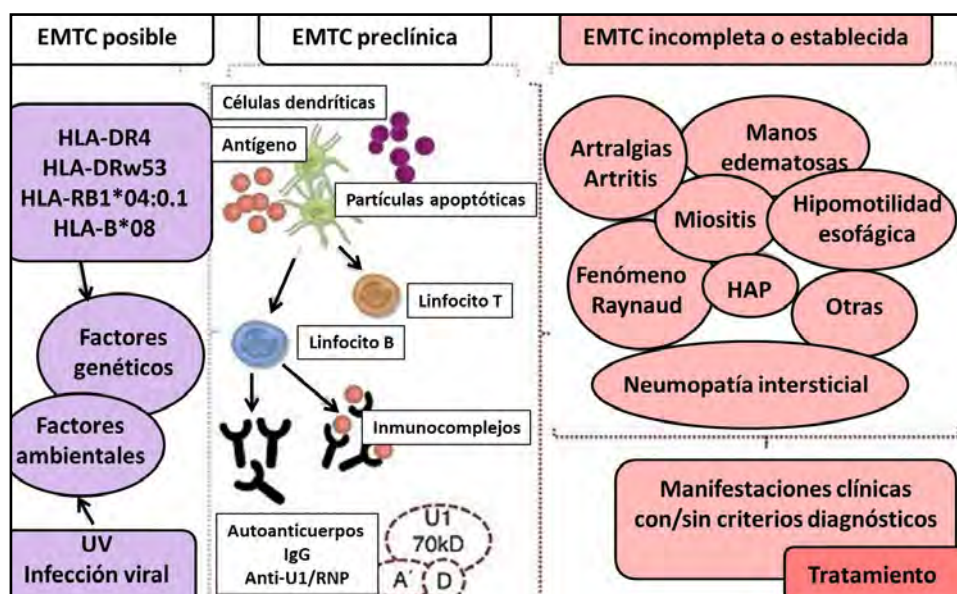 EMTC posible
EMTC preclínica
EMTC incompleta o establecida
HLA-DR4
HLA-DRw53
HLA-RB1*04:0.1
HLA-B*08
Factores
genéticos
Factores
ambientales
UV
Infección viral
Células dendríticas
Antígeno
Partículas apoptóticas
Linfocito T
Linfocito B
Inmunocomplejos
Autoanticuerpos
IgG
Anti-U1/RNP
U1
70kD
A´
D
Artralgias
Artritis
Manos
edematosas
Miositis
Hipomotilidad
esofágica
Fenómeno
Raynaud
HAP
Otras
Neumopatía intersticial
Manifestaciones clínicas
con/sin criterios diagnósticos
Tratamiento